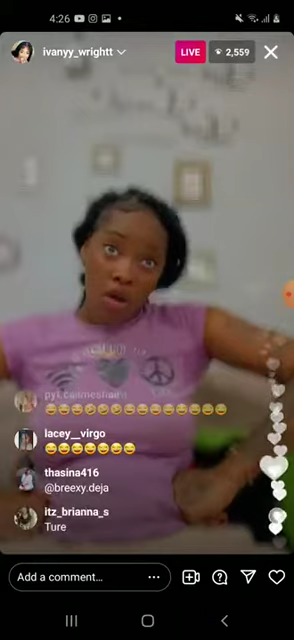 4:26
ivanyy_wrightt
LIVE
2,559
😂😂😂🤣🤣🤣😂😂😂😂😂😂😂😂
lacey__virgo
😂😂😂😂😂😂😂
thasina416
@breexy.deja
itz_brianna_s
Ture
Add a comment…